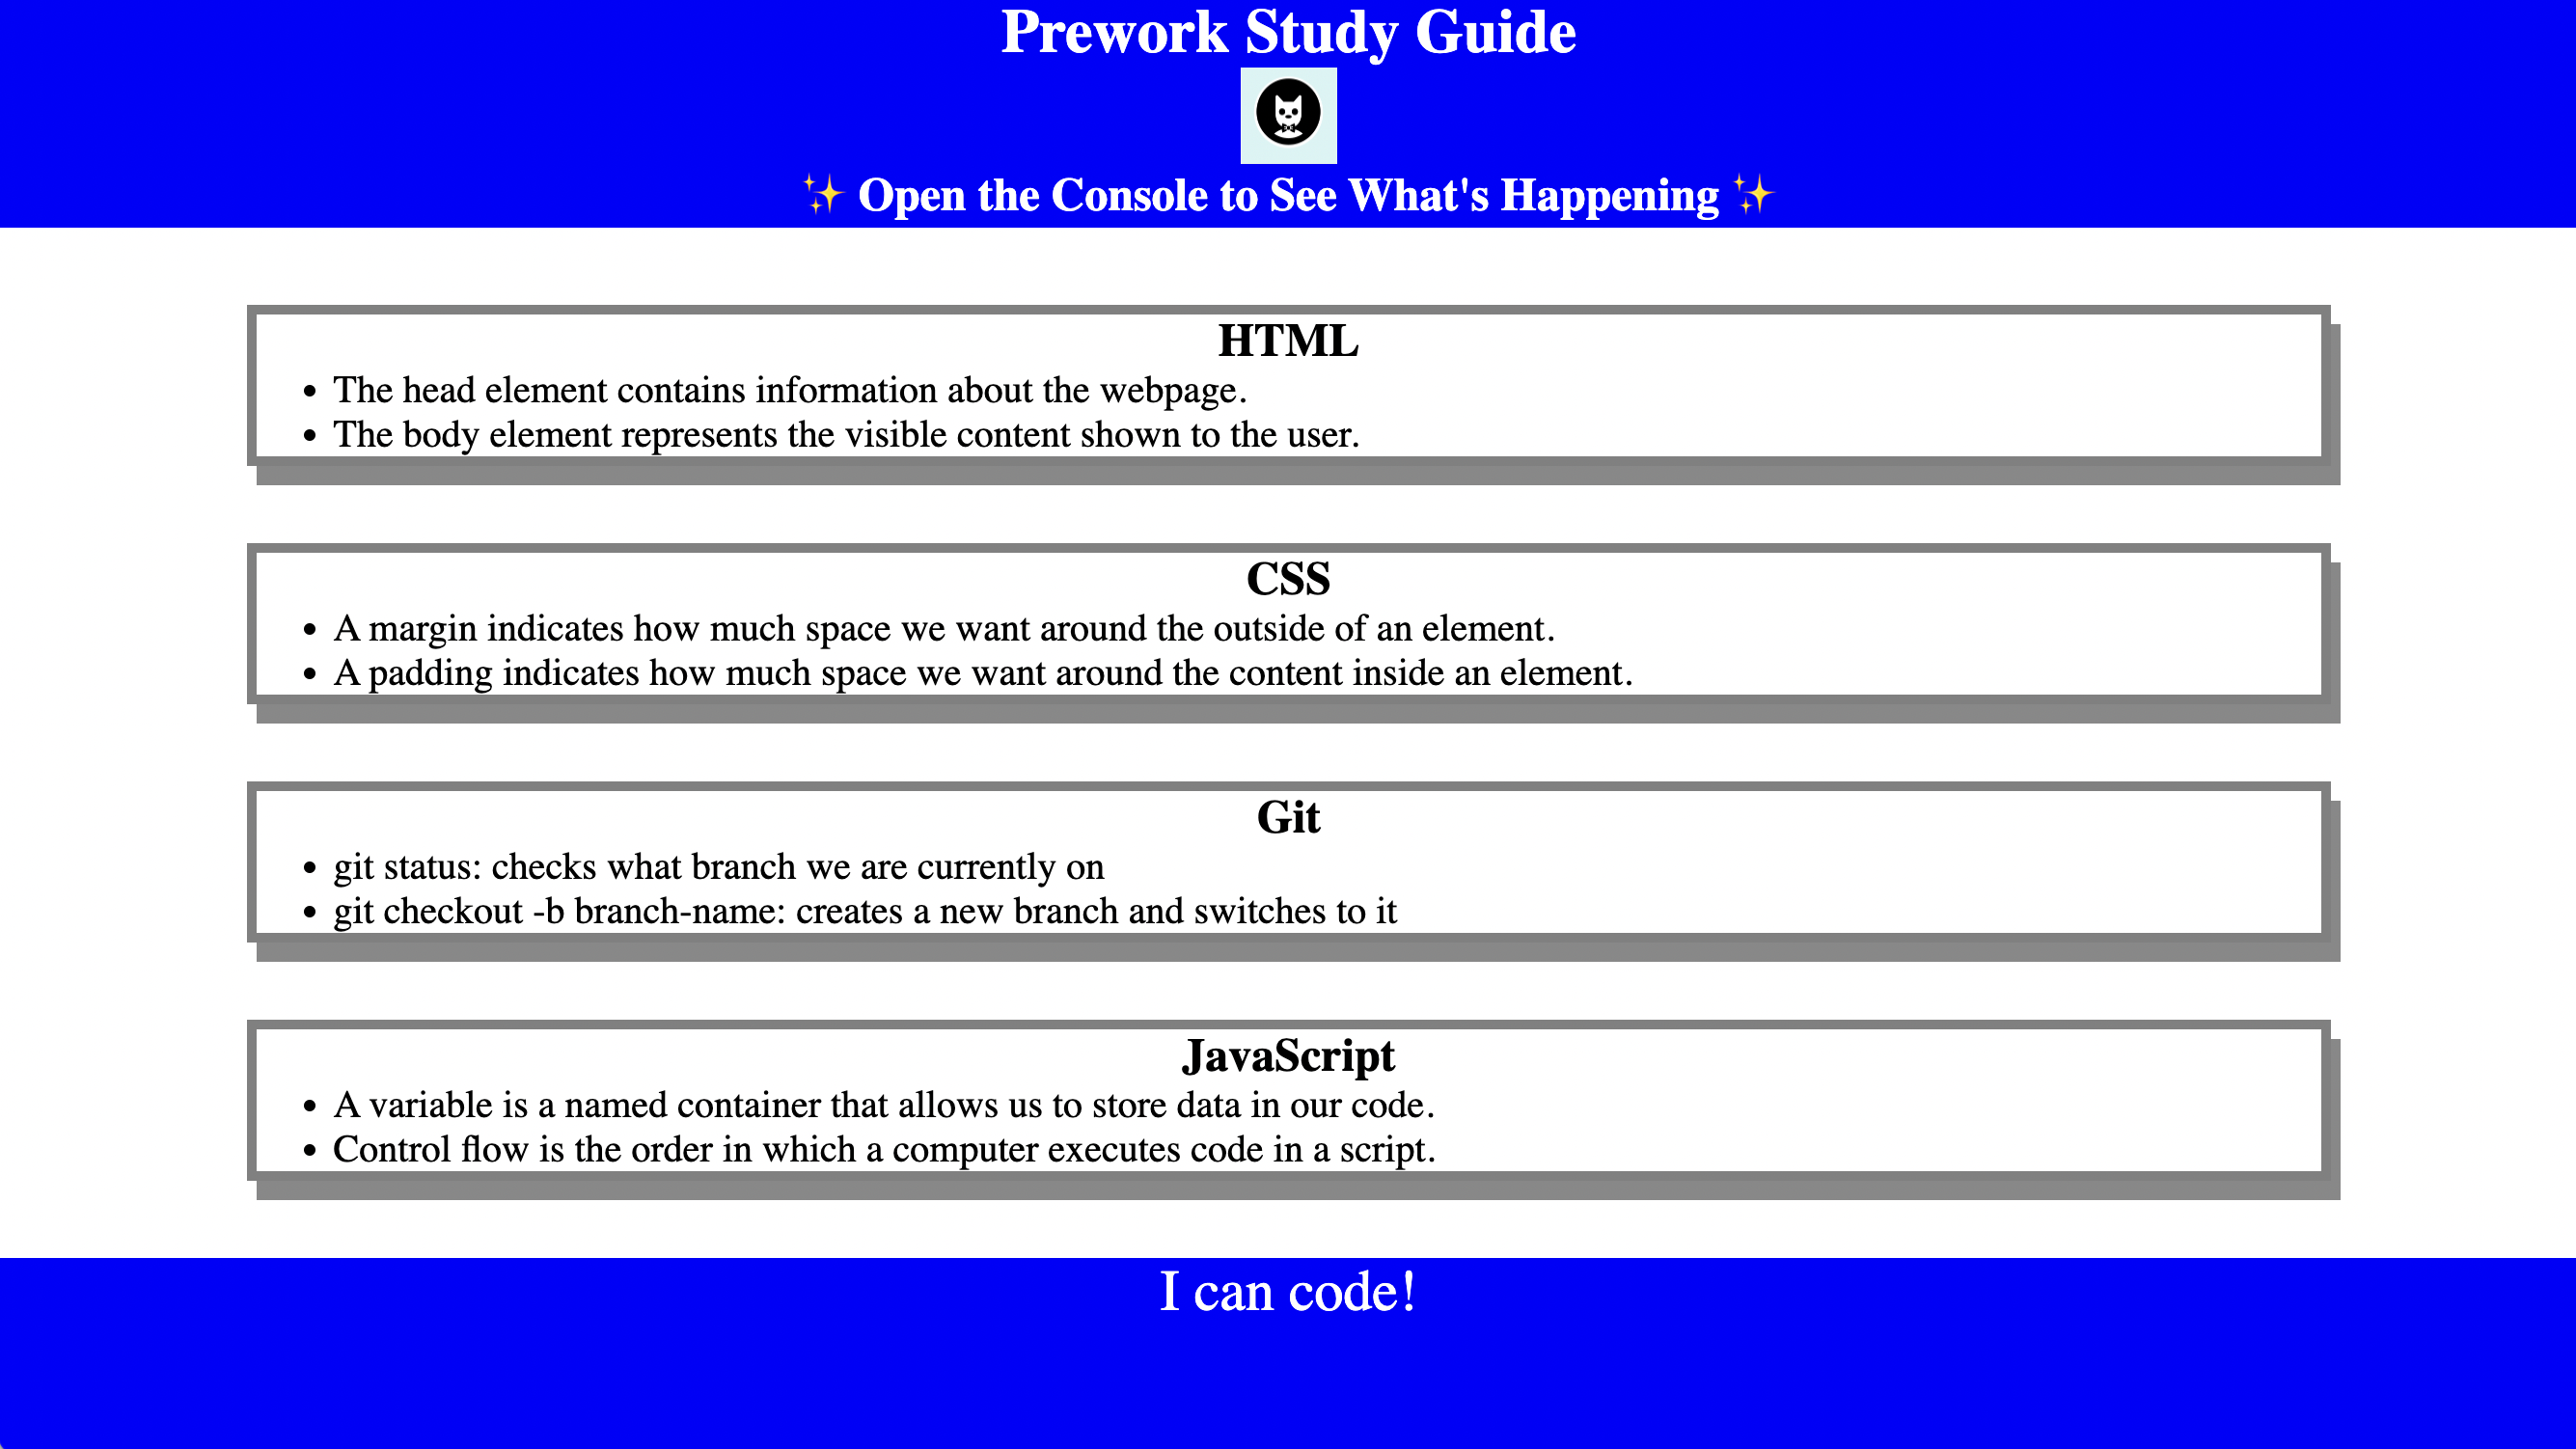 Prework Study Guide
✨ Open the Console to See What's Happening ✨
HTML
• The head element contains information about the webpage.
• The body element represents the visible content shown to the user.
CSS
• A margin indicates how much space we want around the outside of an element.
• A padding indicates how much space we want around the content inside an element.
Git
• git status: checks what branch we are currently on
• git checkout -b branch-name: creates a new branch and switches to it
JavaScript
• A variable is a named container that allows us to store data in our code.
• Control flow is the order in which a computer executes code in a script.
I can code!